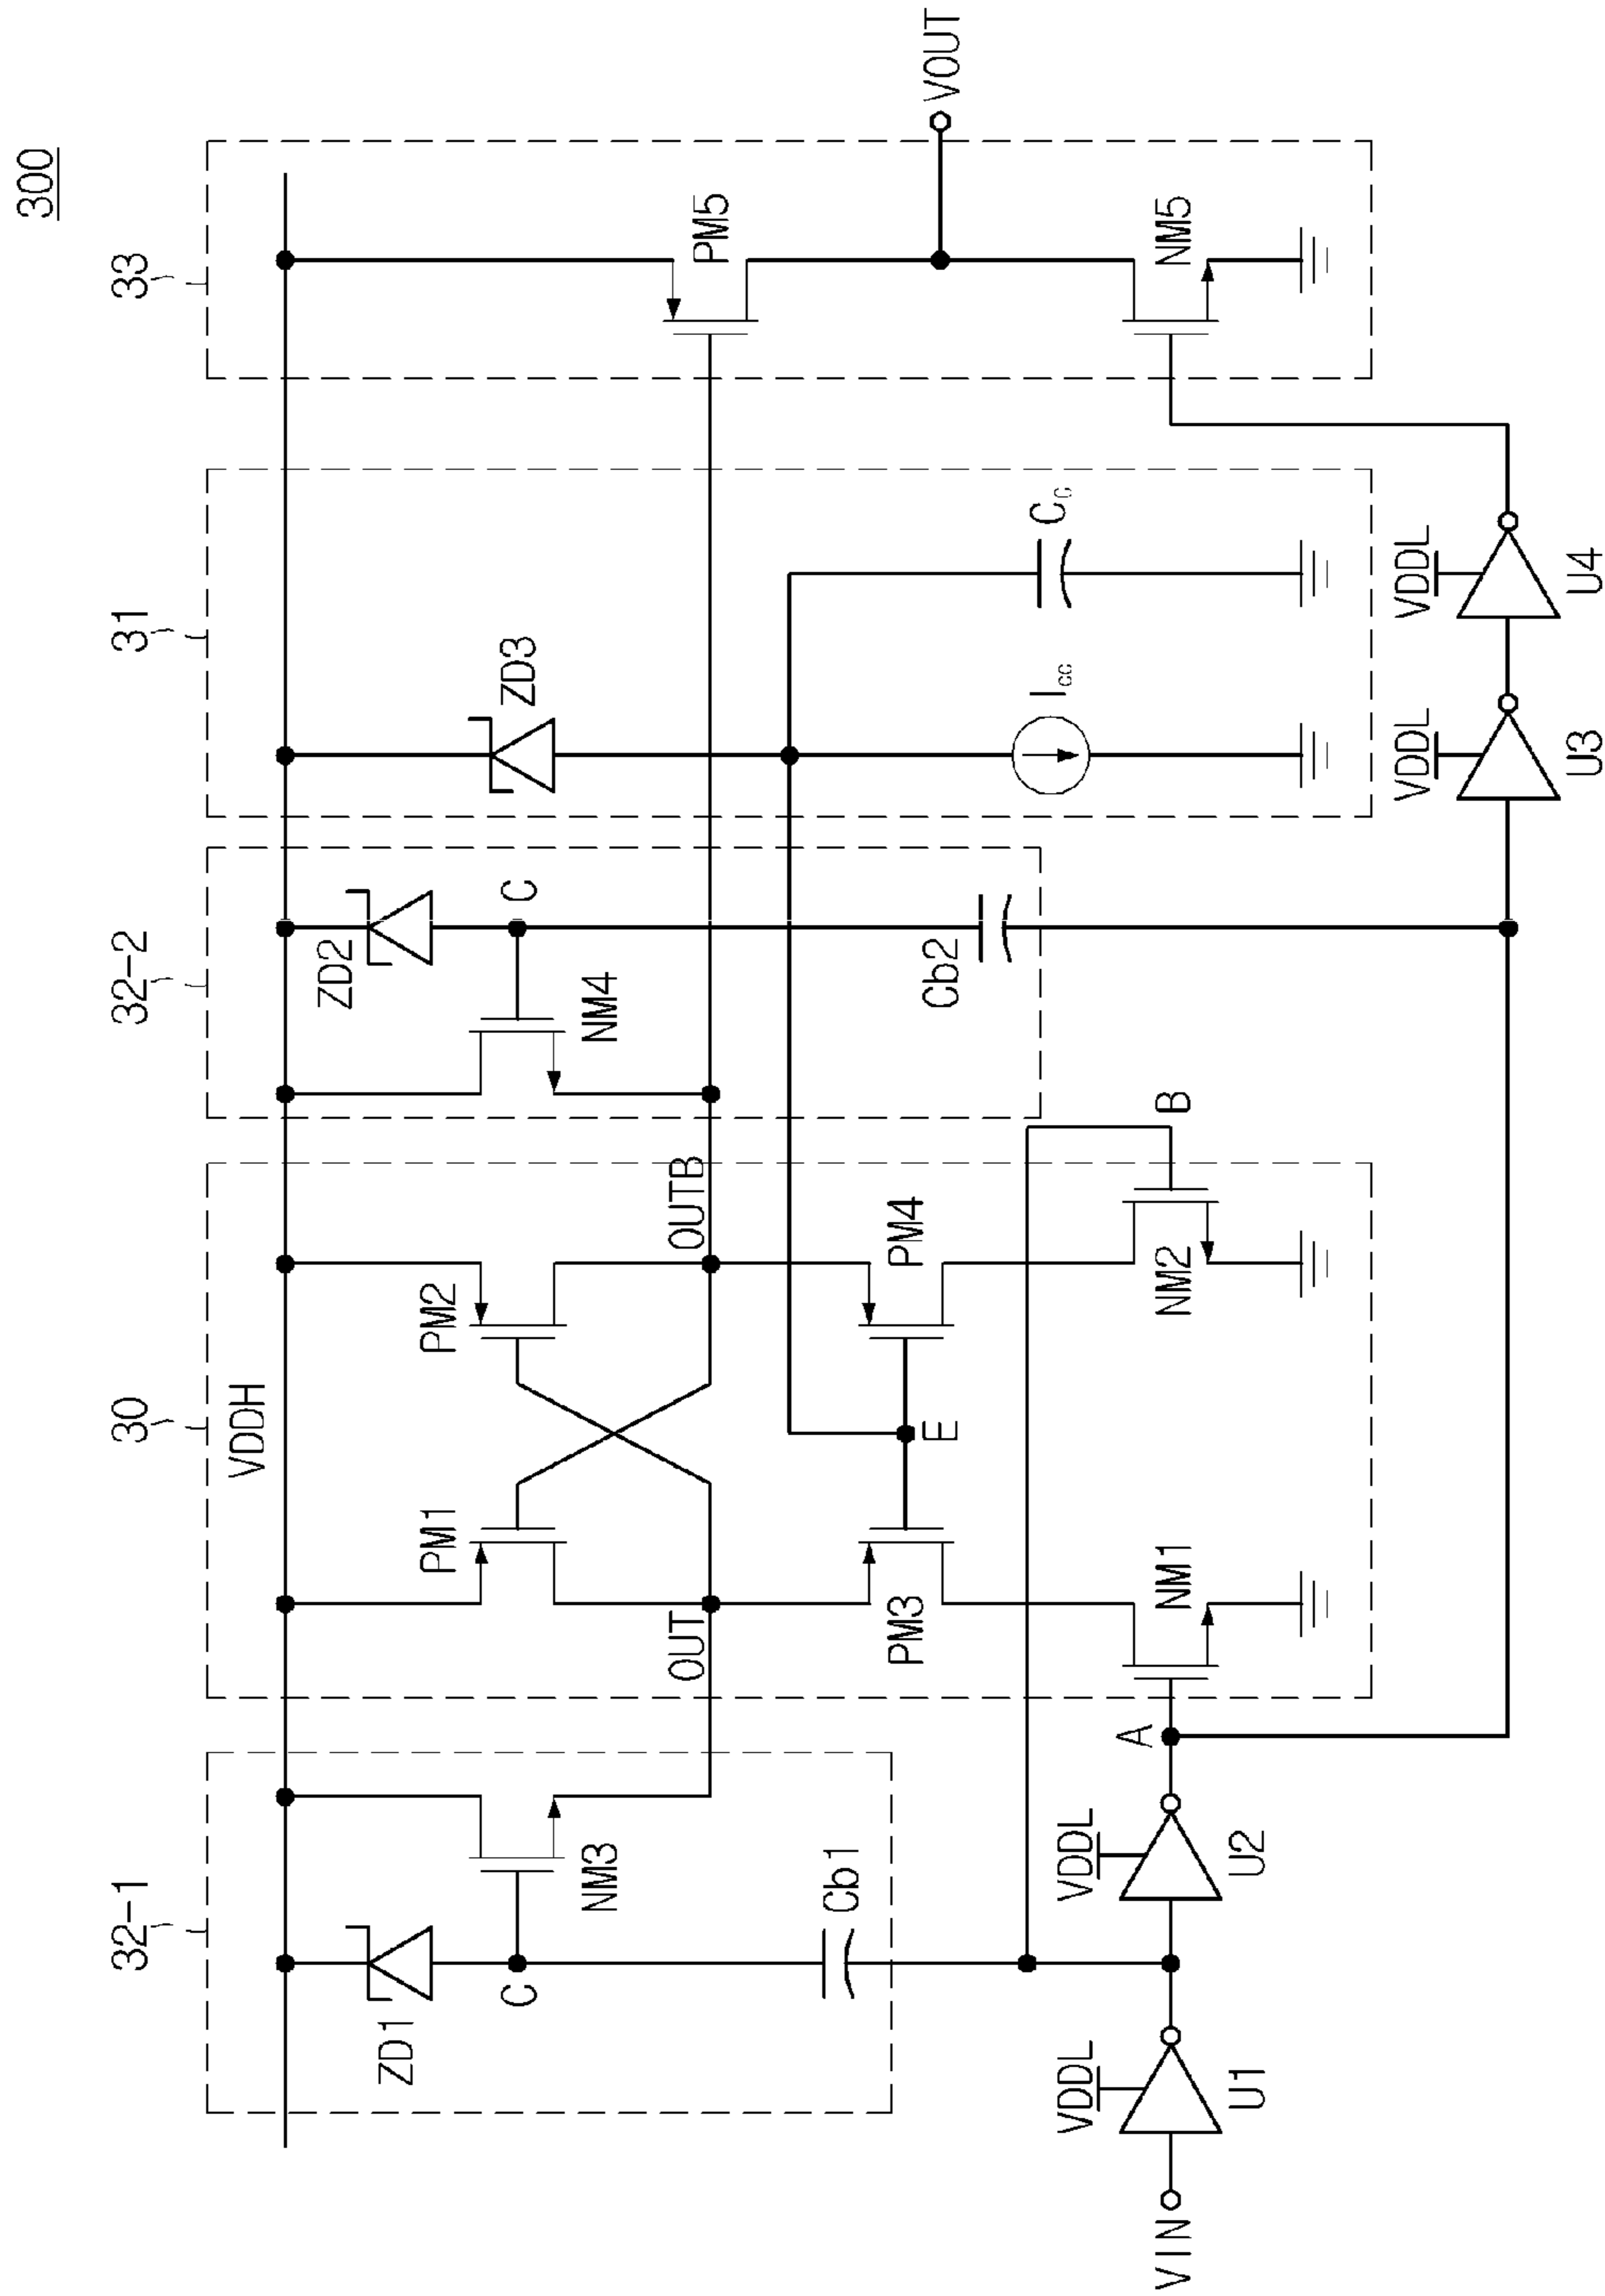 300
32-1
30
32-2
31
33
VDDH
ZD1
C
NM3
Cb1
PM1
PM2
OUT
OUTB
PM3
PM4
E
NM1
NM2
A
B
ZD2
C
NM4
Cb2
ZD3
Icc
Cc
PM5
NM5
VOUT
VIN
VDDL
U1
VDDL
U2
VDDL
U3
VDDL
U4